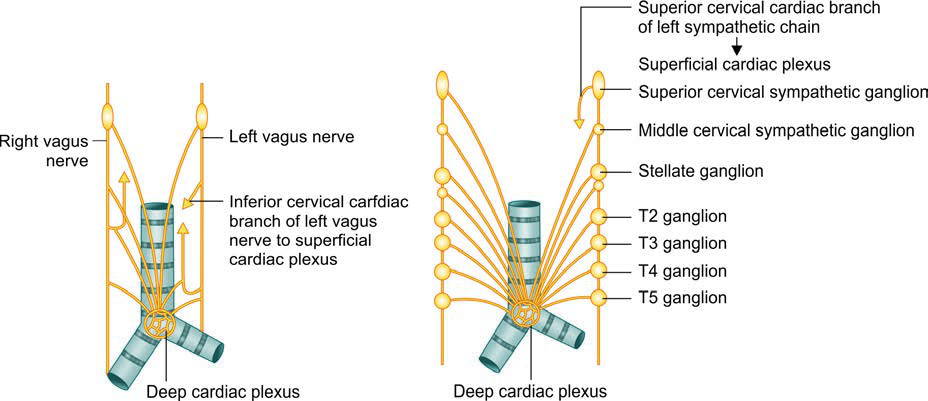 Right vagus
nerve
Left vagus nerve
Inferior cervical carfdiac
branch of left vagus
nerve to superficial
cardiac plexus
Deep cardiac plexus
Superior cervical cardiac branch
of left sympathetic chain
Superficial cardiac plexus
Superior cervical sympathetic ganglion
Middle cervical sympathetic ganglion
Stellate ganglion
T2 ganglion
T3 ganglion
T4 ganglion
T5 ganglion
Deep cardiac plexus